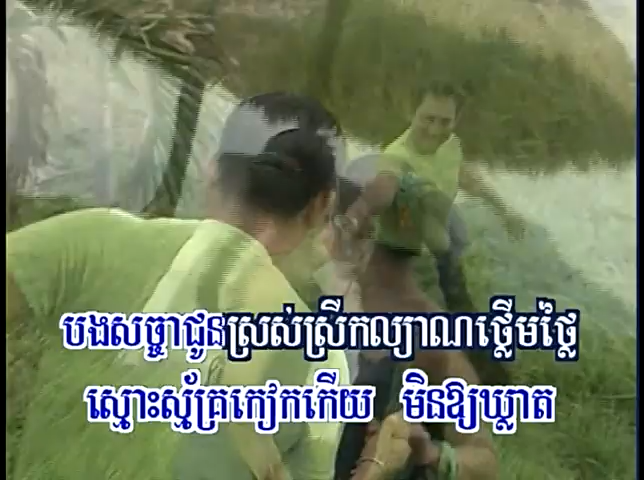 បងសច្ចាជូនស្រស់ស្រីកល្យាណថ្លើមថ្លៃ
ស្មោះស្ម័គ្រកៀកកើយ មិនឱ្យឃ្លាត